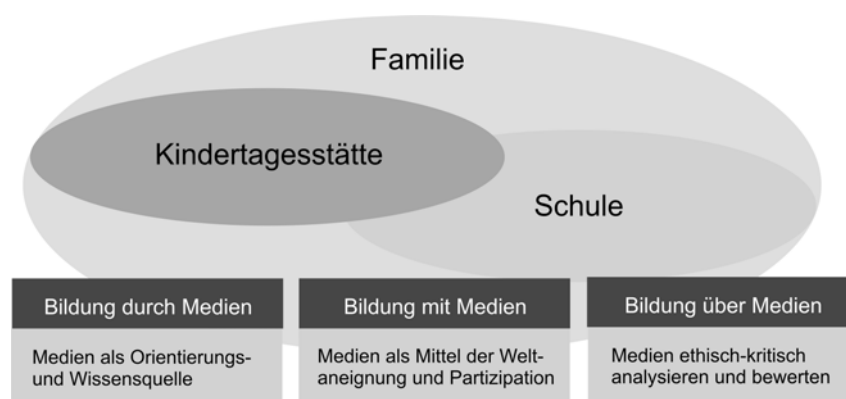 Familie
Kindertagesstätte
Schule
Bildung durch Medien
Medien als Orientierungs-
und Wissensquelle
Bildung mit Medien
Medien als Mittel der Welt-
aneignung und Partizipation
Bildung über Medien
Medien ethisch-kritisch
analysieren und bewerten